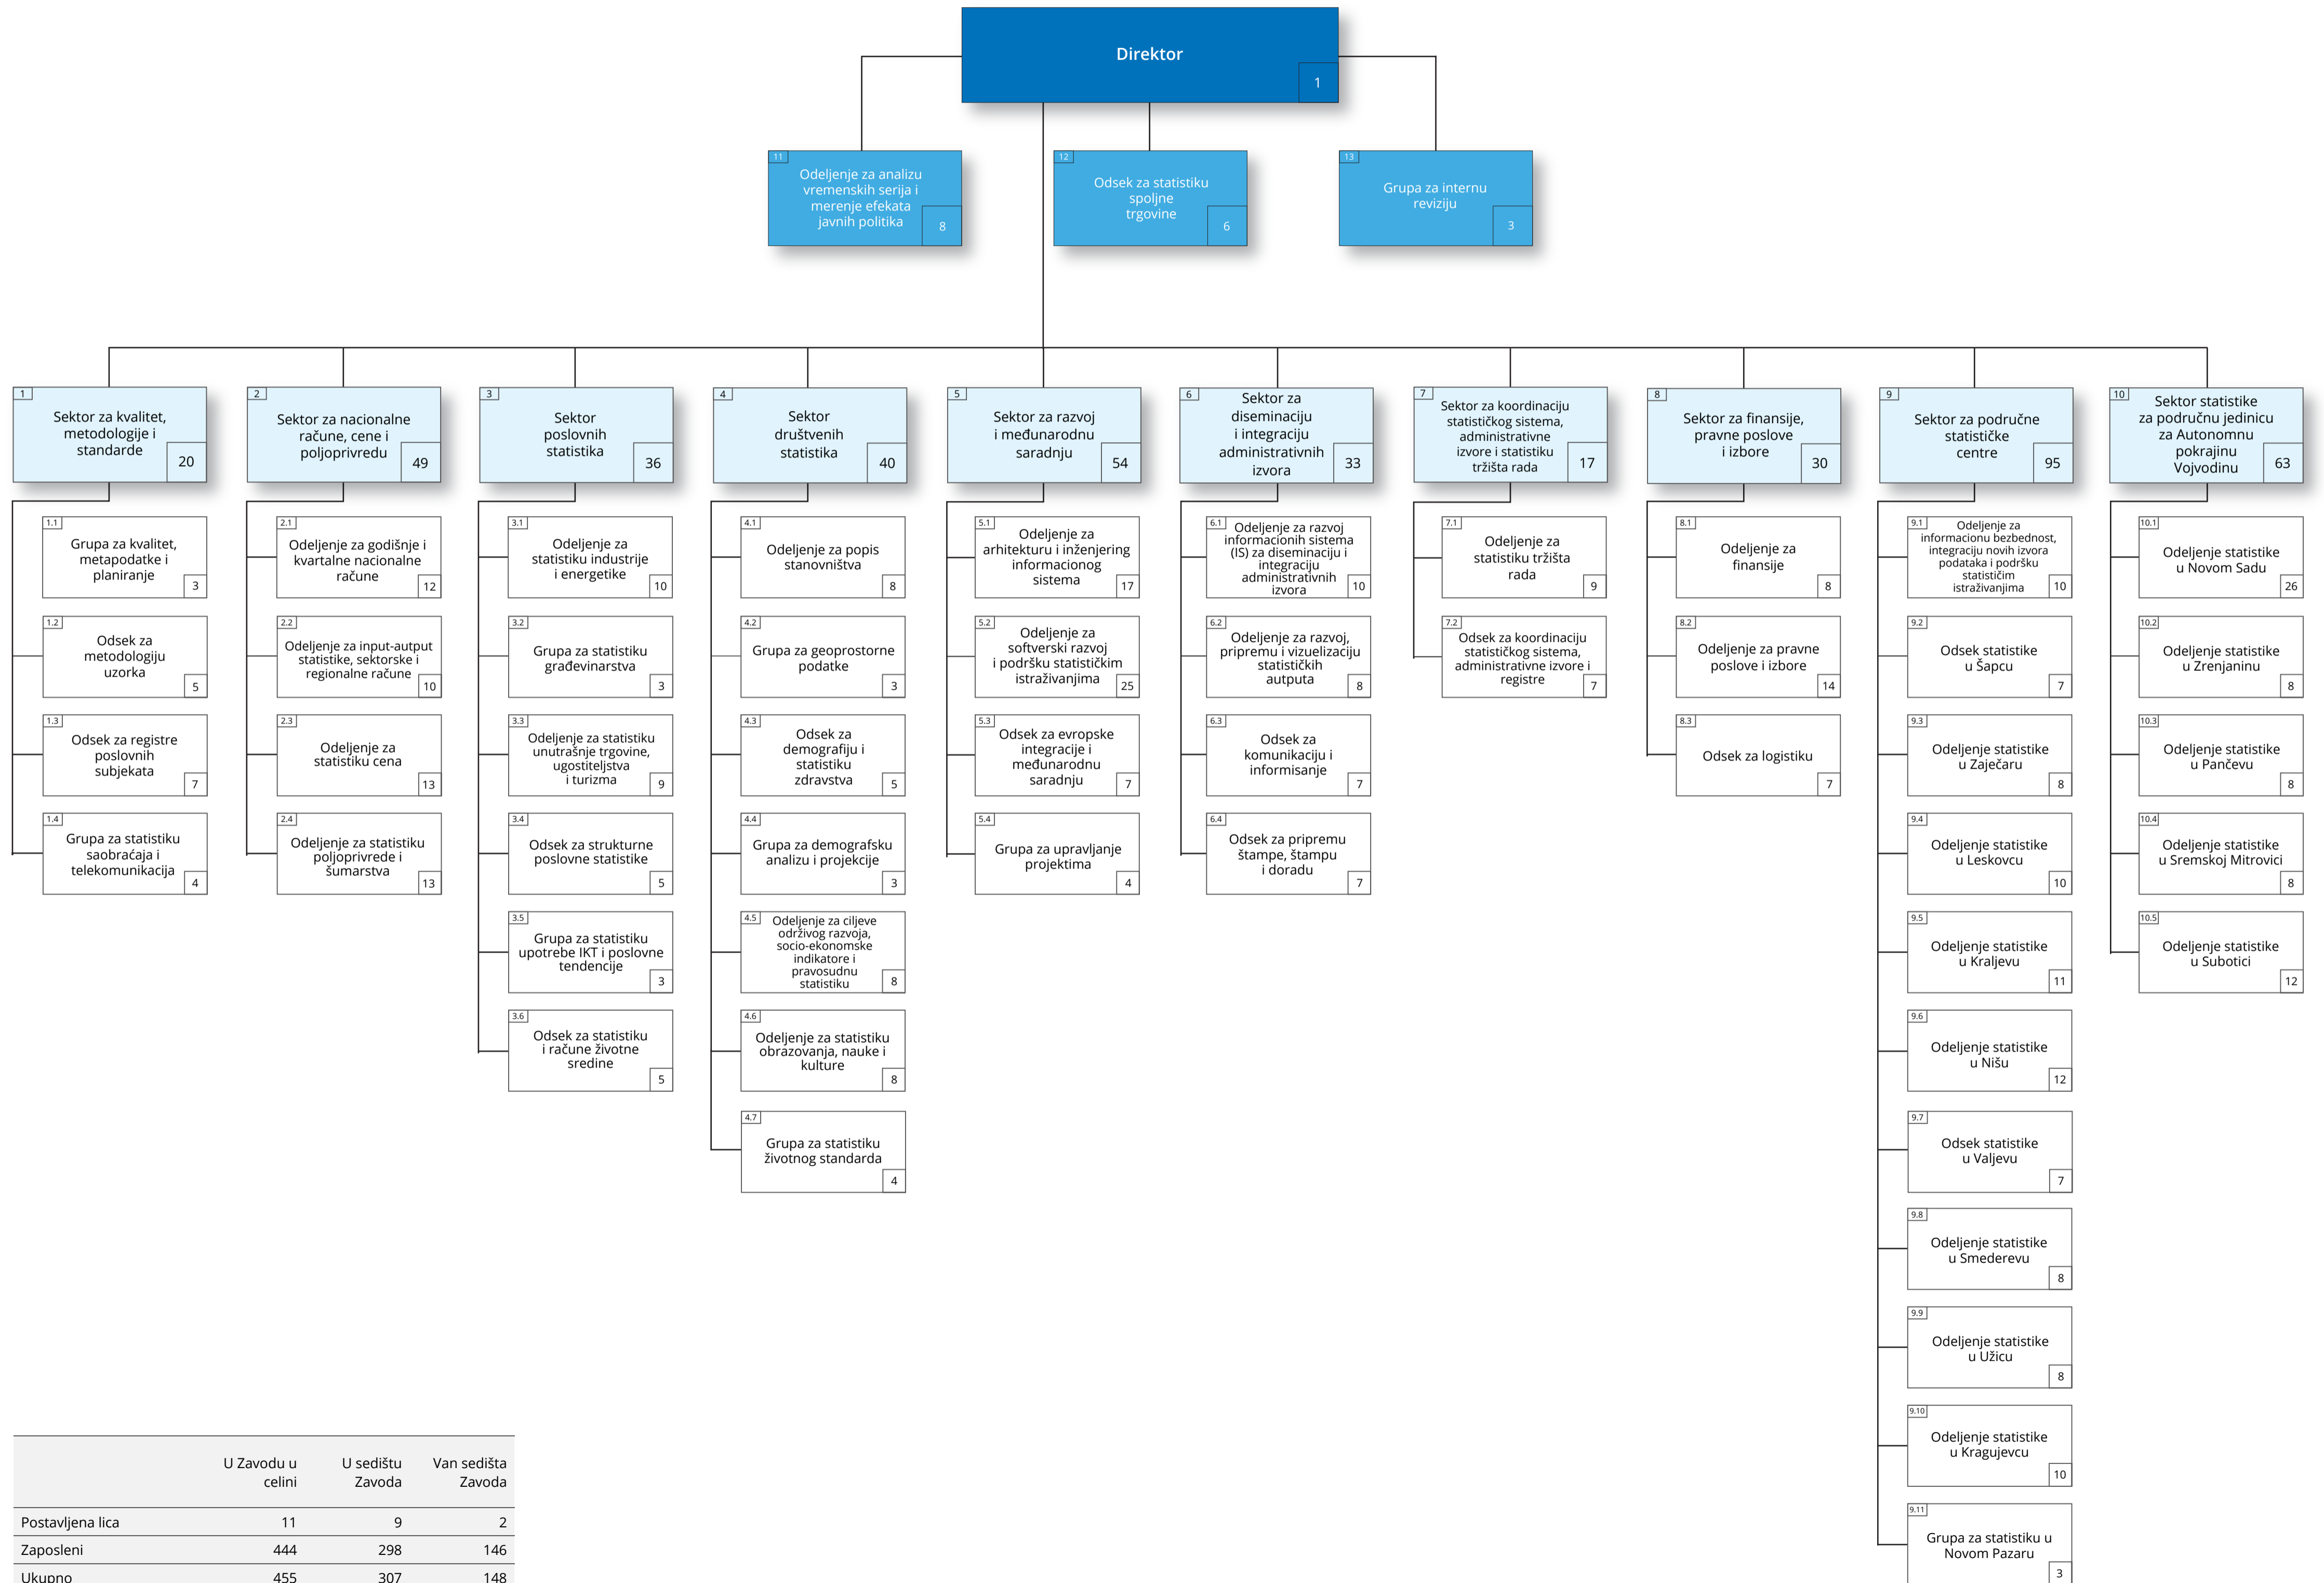 Direktor
1
11
Odeljenje za analizu
vremenskih serija i
merenje efekata
javnih politika
8
12
Odsek za statistiku
spoljne
trgovine
6
13
Grupa za internu
reviziju
3
1
Sektor za kvalitet,
metodologije i
standarde
20
2
Sektor za nacionalne
račune, cene i
poljoprivredu
49
3
Sektor
poslovnih
statistika
36
4
Sektor
društvenih
statistika
40
5
Sektor za razvoj
i međunarodnu
saradnju
54
6
Sektor za
diseminaciju
i integraciju
administrativnih
izvora
33
7
Sektor za koordinaciju
statističkog sistema,
administrativne
izvore i statistiku
tržišta rada
17
8
Sektor za finansije,
pravne poslove
i izbore
30
9
Sektor za područne
statističke
centre
95
10
Sektor statistike
za područnu jedinicu
za Autonomnu
pokrajinu
Vojvodinu
63
1.1
Grupa za kvalitet,
metapodatke i
planiranje
3
1.2
Odsek za
metodologiju
uzorka
5
1.3
Odsek za registre
poslovnih
subjekata
7
1.4
Grupa za statistiku
saobraćaja i
telekomunikacija
4
2.1
Odeljenje za godišnje i
kvartalne nacionalne
račune
12
2.2
Odeljenje za input-autput
statistike, sektorske i
regionalne račune
10
2.3
Odeljenje za
statistiku cena
13
2.4
Odeljenje za statistiku
poljoprivrede i
šumarstva
13
3.1
Odeljenje za
statistiku industrije
i energetike
10
3.2
Grupa za statistiku
građevinarstva
3
3.3
Odeljenje za statistiku
unutrašnje trgovine,
ugostiteljstva
i turizma
9
3.4
Odsek za strukturne
poslovne statistike
5
3.5
Grupa za statistiku
upotrebe IKT i poslovne
tendencije
3
3.6
Odsek za statistiku
i račune životne
sredine
5
4.1
Odeljenje za popis
stanovništva
8
4.2
Grupa za geoprostorne
podatke
3
4.3
Odsek za
demografiju i
statistiku
zdravstva
5
4.4
Grupa za demografsku
analizu i projekcije
3
4.5
Odeljenje za ciljeve
održivog razvoja,
socio-ekonomske
indikatore i
pravosudnu
statistiku
8
4.6
Odeljenje za statistiku
obrazovanja, nauke i
kulture
8
4.7
Grupa za statistiku
životnog standarda
4
5.1
Odeljenje za
arhitekturu i inženjering
informacionog
sistema
17
5.2
Odeljenje za
softverski razvoj
i podršku statističkim
istraživanjima
25
5.3
Odsek za evropske
integracije i
međunarodnu
saradnju
7
5.4
Grupa za upravljanje
projektima
4
6.1
Odeljenje za razvoj
informacionih sistema
(IS) za diseminaciju i
integraciju
administrativnih
izvora
10
6.2
Odeljenje za razvoj,
pripremu i vizuelizaciju
statističkih
autputa
8
6.3
Odsek za
komunikaciju i
informisanje
7
6.4
Odsek za pripremu
štampe, štampu
i doradu
7
7.1
Odeljenje za
statistiku tržišta
rada
9
7.2
Odsek za koordinaciju
statističkog sistema,
administrativne izvore i
registre
7
8.1
Odeljenje za
finansije
8
8.2
Odeljenje za pravne
poslove i izbore
14
8.3
Odsek za logistiku
7
9.1
Odeljenje za
informacionu bezbednost,
integraciju novih izvora
podataka i podršku
statističim
istraživanjima
10
9.2
Odsek statistike
u Šapcu
7
9.3
Odeljenje statistike
u Zaječaru
8
9.4
Odeljenje statistike
u Leskovcu
10
9.5
Odeljenje statistike
u Kraljevu
11
9.6
Odeljenje statistike
u Nišu
12
9.7
Odsek statistike
u Valjevu
7
9.8
Odeljenje statistike
u Smederevu
8
9.9
Odeljenje statistike
u Užicu
8
9.10
Odeljenje statistike
u Kragujevcu
10
9.11
Grupa za statistiku u
Novom Pazaru
3
10.1
Odeljenje statistike
u Novom Sadu
26
10.2
Odeljenje statistike
u Zrenjaninu
8
10.3
Odeljenje statistike
u Pančevu
8
10.4
Odeljenje statistike
u Sremskoj Mitrovici
8
10.5
Odeljenje statistike
u Subotici
12
U Zavodu u celini U sedištu Zavoda Van sedišta Zavoda
Postavljena lica 11 9 2
Zaposleni 444 298 146
Ukupno 455 307 148